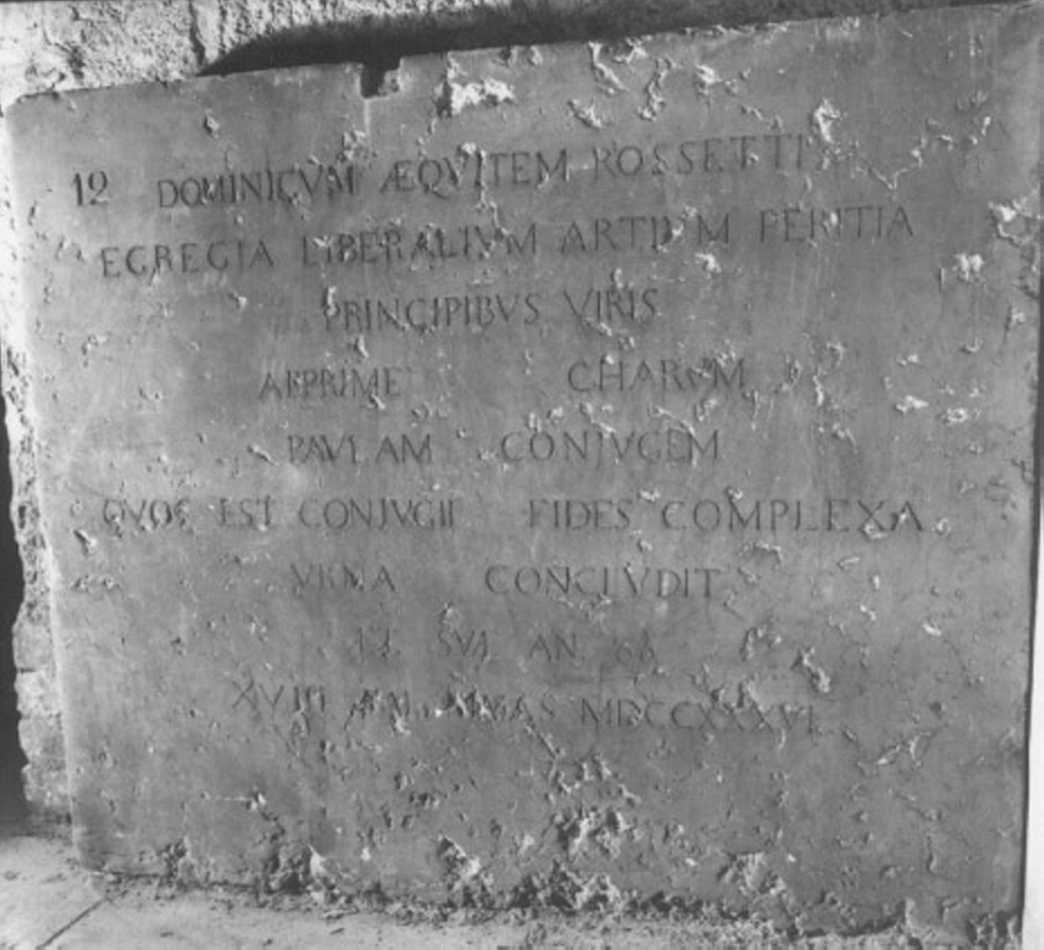 12 DOMINICVM ÆQVITEM ROSSETTI
EGREGIA LIBERALIVM ARTIVM PERITIA
PRINCIPIBVS VIRIS
APPRIME CHARVM
PAVLAM CONJVGEM
QVOS EST CONJVGII FIDES COMPLEXA
VRNA CONCLVDIT
SVÆ AN
XVIII MDCCXXXVI